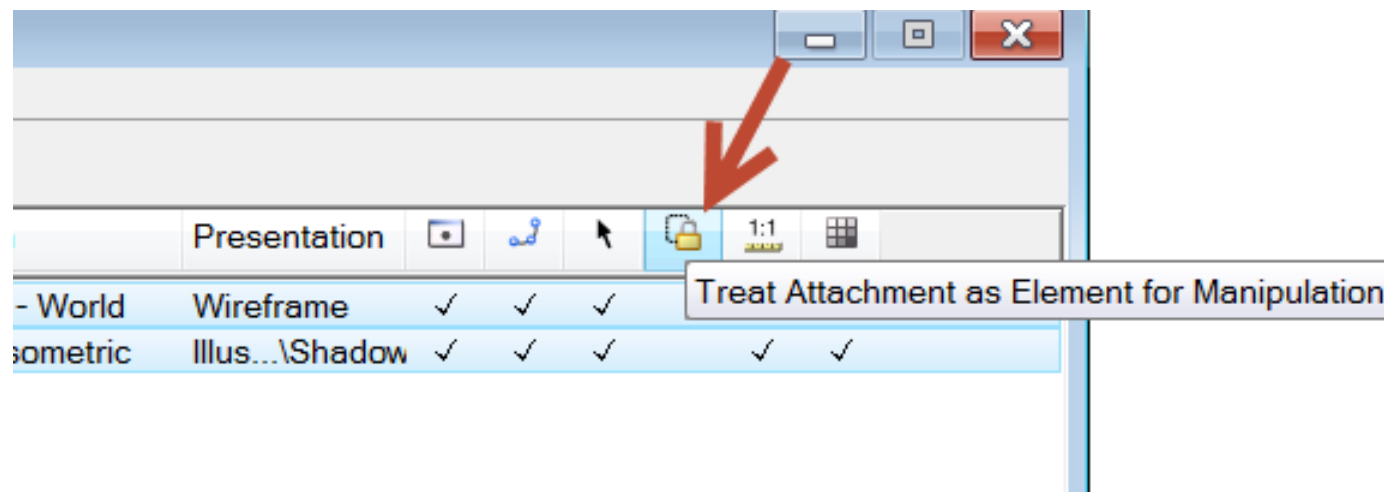 Presentation 1:1
Treat Attachment as Element for Manipulation
- World Wireframe
sometric Illus...\Shadow